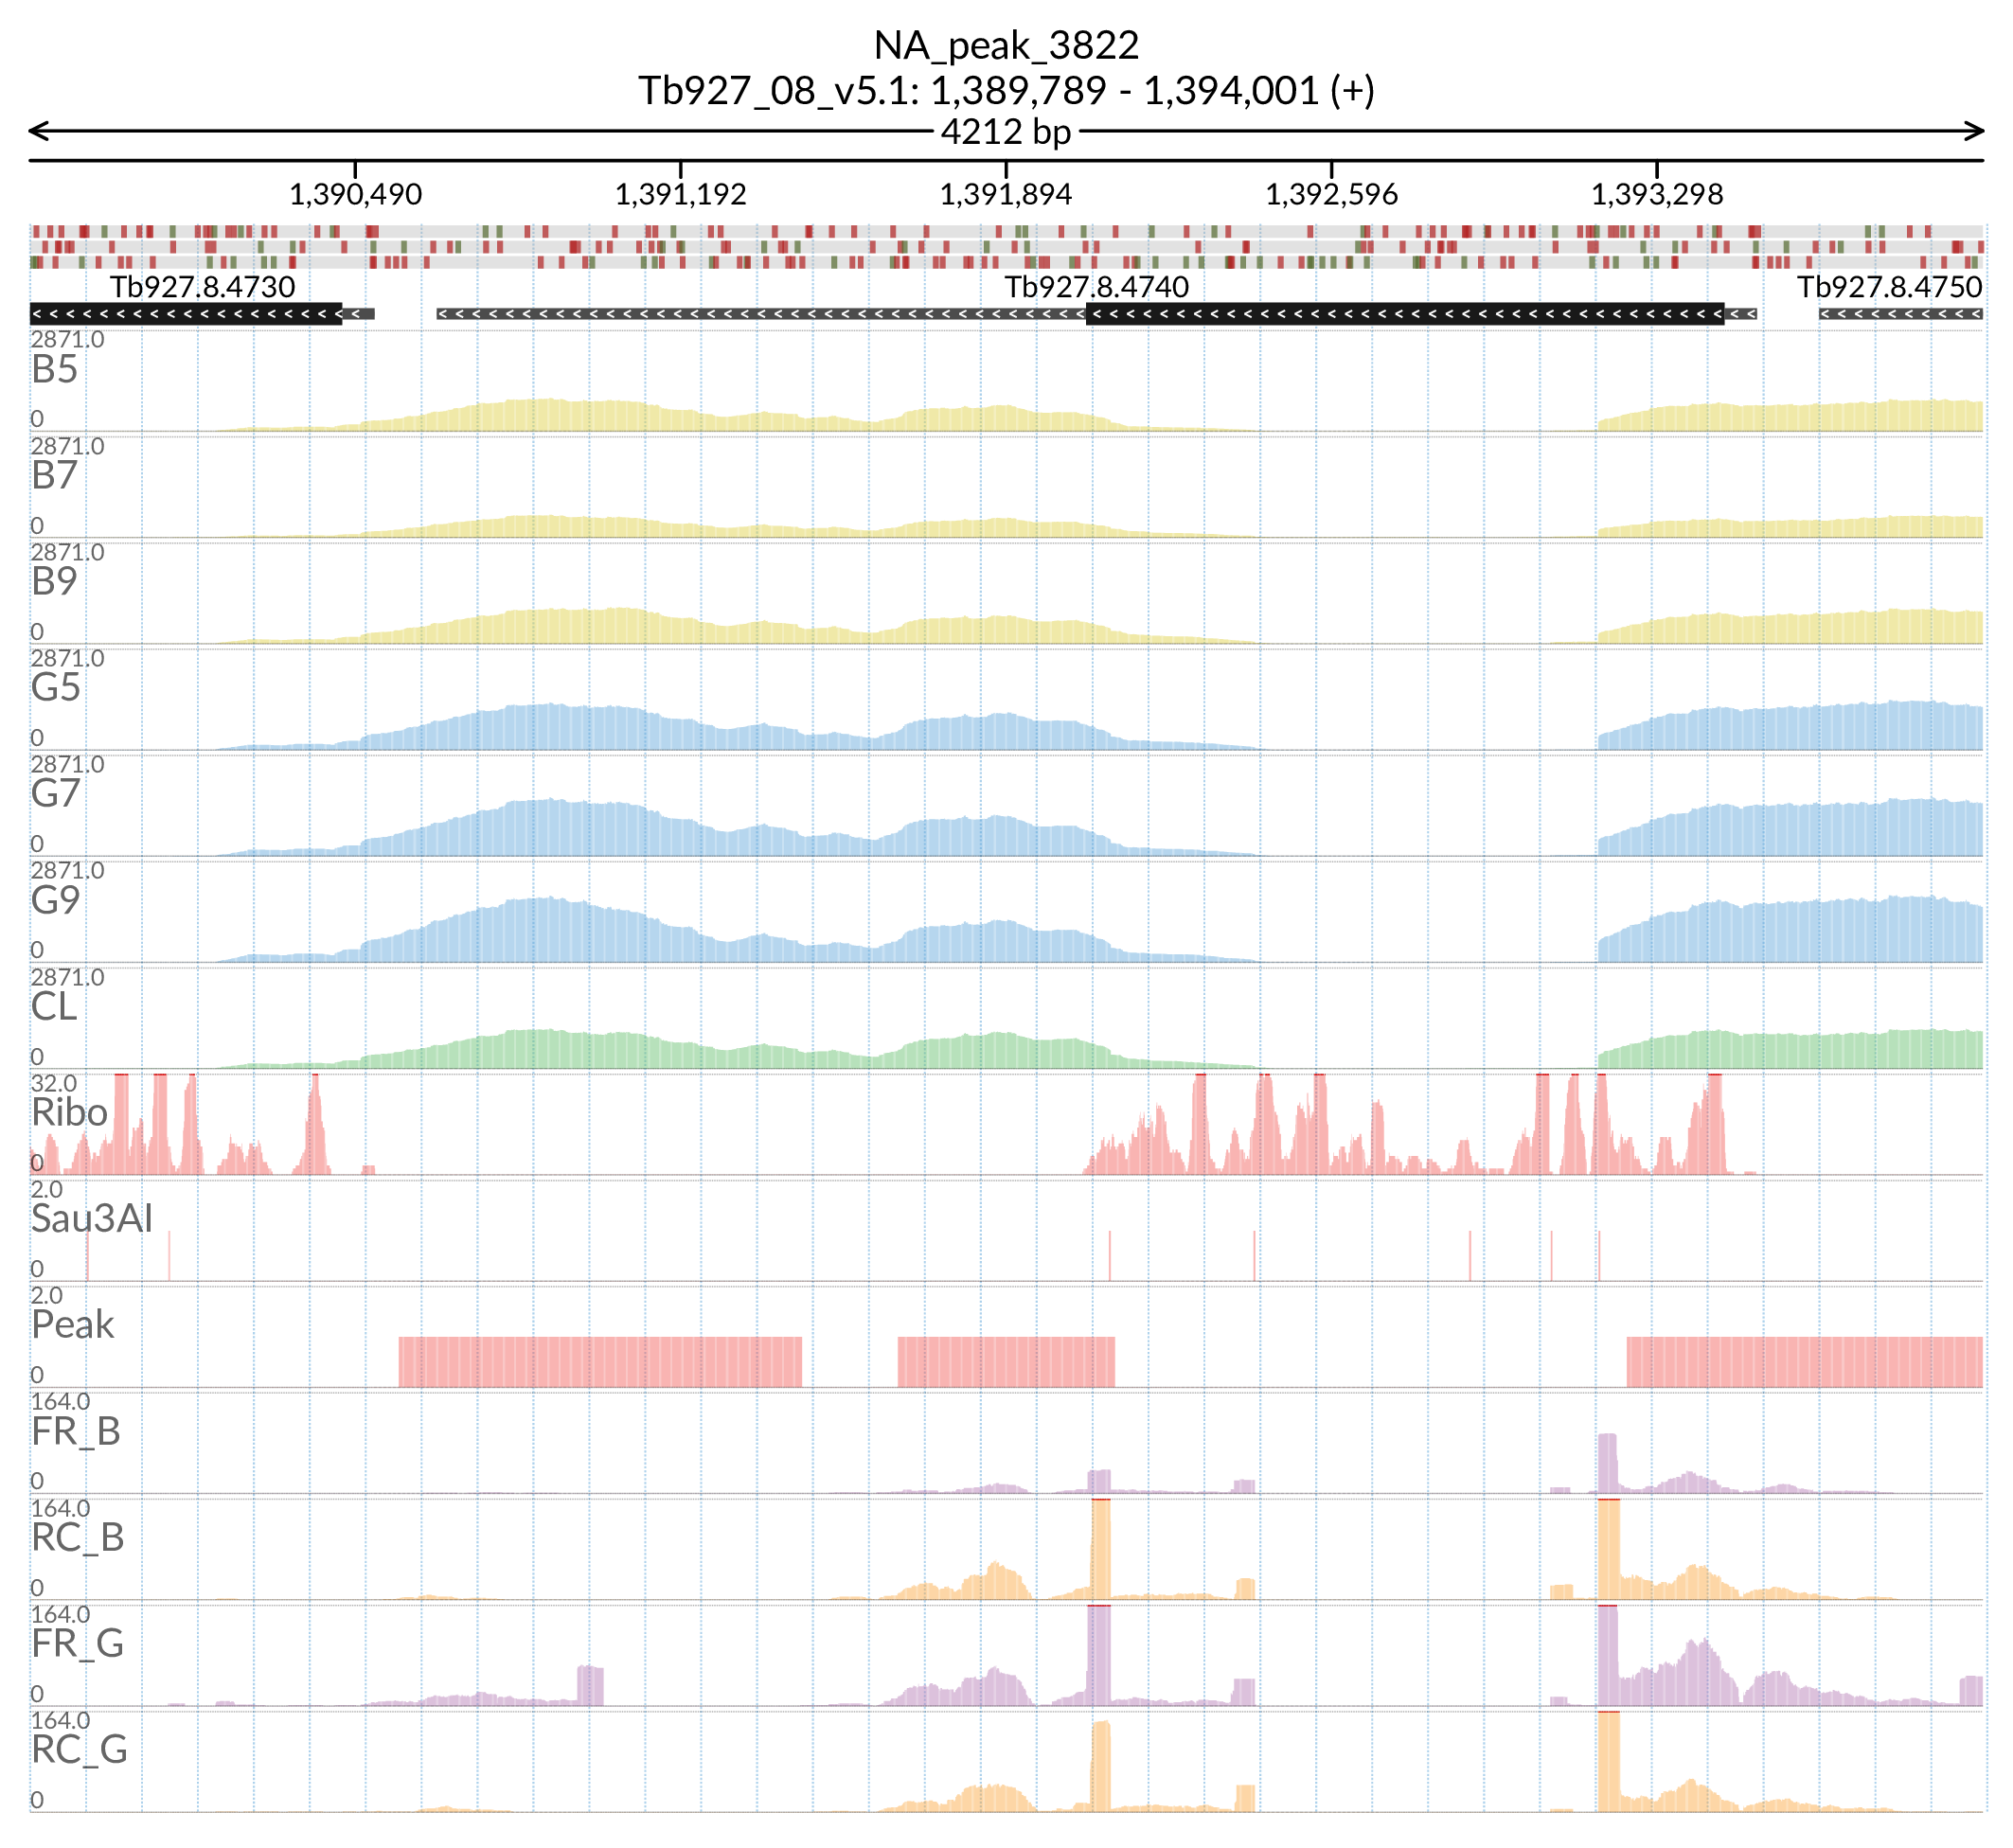 NA_peak_3822
Tb927_08_v5.1: 1,389,789 - 1,394,001 (+)
4212 bp
1,390,490 1,391,192 1,391,894 1,392,596 1,393,298
Tb927.8.4730 Tb927.8.4740 Tb927.8.4750
2871.0
B5
0
2871.0
B7
0
2871.0
B9
0
2871.0
G5
0
2871.0
G7
0
2871.0
G9
0
2871.0
CL
0
32.0
Ribo
0
2.0
Sau3AI
0
2.0
Peak
0
164.0
FR_B
0
164.0
RC_B
0
164.0
FR_G
0
164.0
RC_G
0